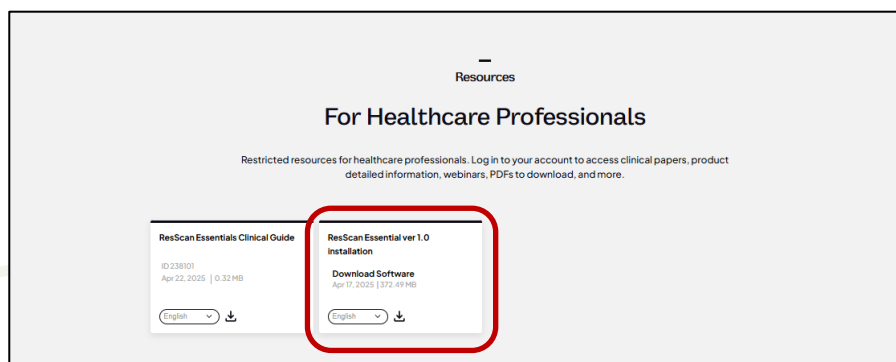 Resources
For Healthcare Professionals
Restricted resources for healthcare professionals. Log in to your account to access clinical papers, product
detailed information, webinars, PDFs to download, and more.
ResScan Essentials Clinical Guide
ID 238101
Apr 22, 2025 | 0.32 MB
English
ResScan Essential ver 1.0
installation
Download Software
Apr 17, 2025 | 372.49 MB
English